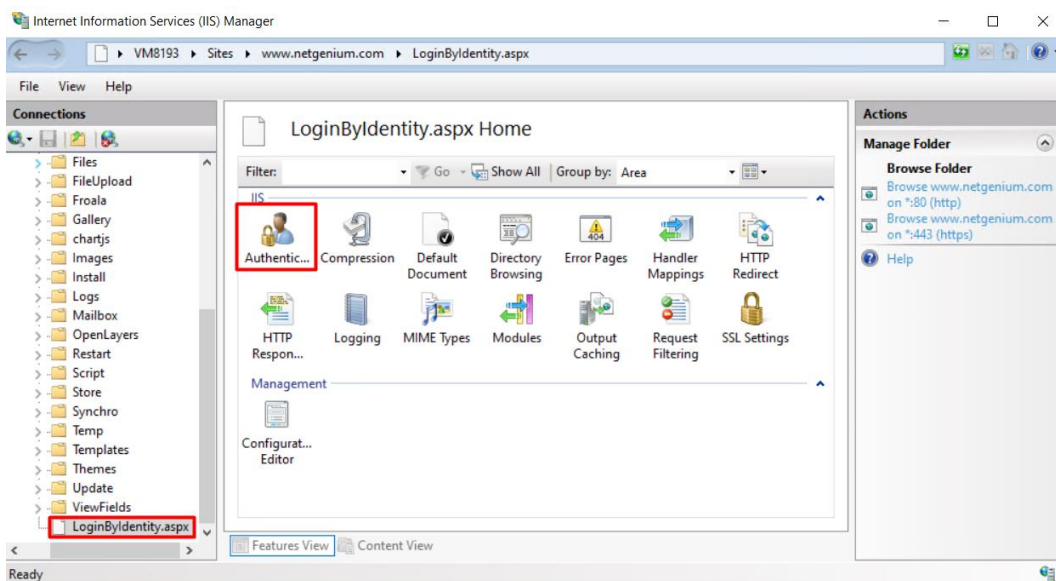 Internet Information Services (IIS) Manager
VM8193 Sites www.netgenium.com LoginByIdentity.aspx
File View Help
Connections
Files
FileUpload
Froala
Gallery
chartjs
Images
Install
Logs
Mailbox
OpenLayers
Restart
Script
Store
Synchro
Temp
Templates
Themes
Update
ViewFields
LoginByIdentity.aspx
LoginByIdentity.aspx Home
Filter: Go Show All Group by: Area
IIS
Authentic... Compression Default Document Directory Browsing Error Pages Handler Mappings HTTP Redirect
404
HTTP Respon... Logging MIME Types Modules Output Caching Request Filtering SSL Settings
Management
Configurat...
Editor
Features View Content View
Actions
Manage Folder
Browse Folder
Browse www.netgenium.com
on *:80 (http)
Browse www.netgenium.com
on *:443 (https)
Help
Ready